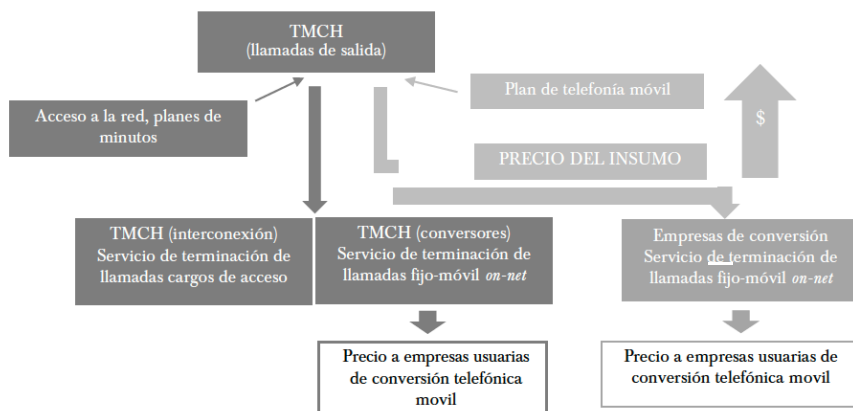 TMCH
(llamadas de salida)
Acceso a la red, planes de
minutos
Plan de telefonía móvil
$
PRECIO DEL INSUMO
TMCH (interconexión)
Servicio de terminación de
llamadas cargos de acceso
TMCH (conversores)
Servicio de terminación de
llamadas fijo-móvil on-net
Empresas de conversión
Servicio de terminación de
llamadas fijo-móvil on-net
Precio a empresas usuarias
de conversión telefónica
movil
Precio a empresas usuarias de
conversión telefónica movil